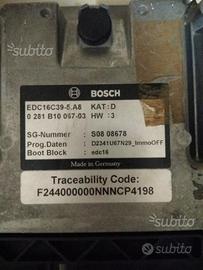 subito
BOSCH
EDC16C39-5.A8 KAT: D
0 281 B10 067-03 HW : 3
SG-Nummer : S08 08678
Prog.Daten : D2341U67N29_ImmoOFF
Boot Block : edc16
Made in Germany
Traceability Code:
F244000000NNNCP4198
subito